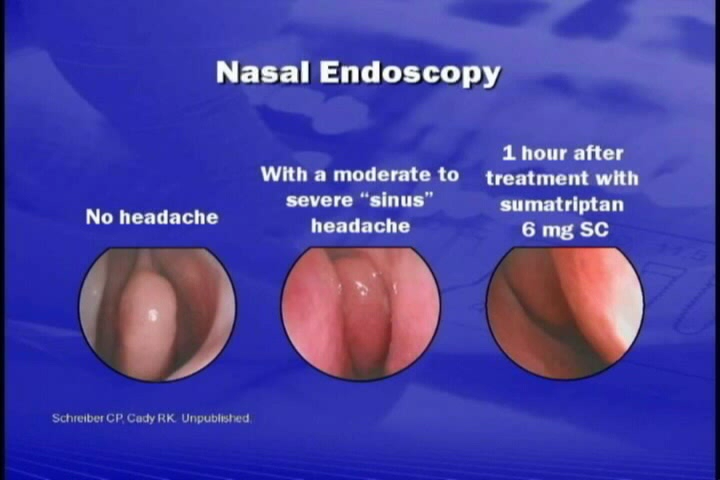 Nasal Endoscopy
No headache
With a moderate to
severe “sinus”
headache
1 hour after
treatment with
sumatriptan
6 mg SC
Schreiber CP, Cady RK. Unpublished.